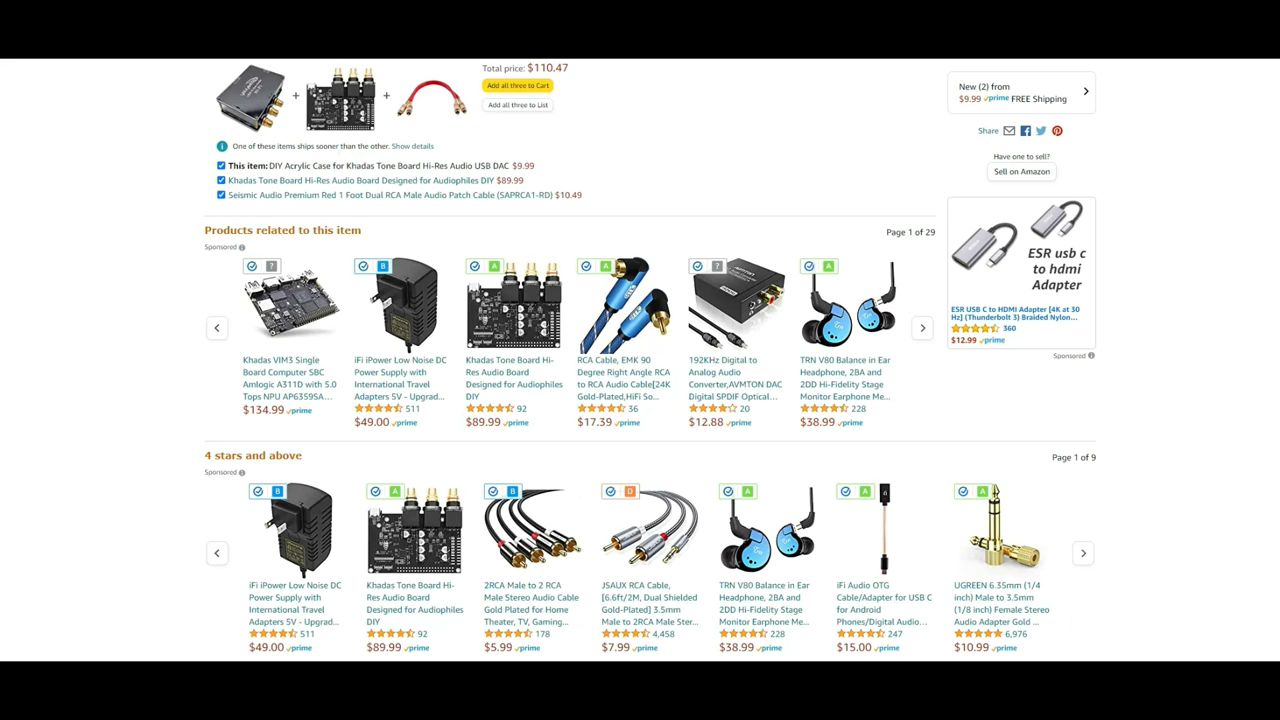 Total price: $110.47
Add all three to Cart
Add all three to List
+
+
One of these items ships sooner than the other. Show details
This item: DIY Acrylic Case for Khadas Tone Board Hi-Res Audio USB DAC $9.99
Khadas Tone Board Hi-Res Audio Board Designed for Audiophiles DIY $89.99
Seismic Audio Premium Red 1 Foot Dual RCA Male Audio Patch Cable (SAPRCA1-RD) $10.49
New (2) from
$9.99 prime FREE Shipping
Share
Have one to sell?
Sell on Amazon
ESR usb c
to hdmi
Adapter
ESR USB C to HDMI Adapter [4K at 30
Hz] (Thunderbolt 3) Braided Nylon...
360
$12.99 prime
Sponsored
Products related to this item
Page 1 of 29
Sponsored
?
B
A
A
?
A
Khadas VIM3 Single
Board Computer SBC
Amlogic A311D with 5.0
Tops NPU AP6359SA...
$134.99 prime
iFi iPower Low Noise DC
Power Supply with
International Travel
Adapters 5V - Upgrad...
511
$49.00 prime
Khadas Tone Board Hi-
Res Audio Board
Designed for Audiophiles
DIY
92
$89.99 prime
RCA Cable, EMK 90
Degree Right Angle RCA
to RCA Audio Cable[24K
Gold-Plated,HiFi So...
36
$17.39 prime
192KHz Digital to
Analog Audio
Converter,AVMTON DAC
Digital SPDIF Optical...
20
$12.88 prime
TRN V80 Balance in Ear
Headphone, 2BA and
2DD Hi-Fidelity Stage
Monitor Earphone Me...
228
$38.99 prime
4 stars and above
Page 1 of 9
Sponsored
B
A
B
D
A
A
A
iFi iPower Low Noise DC
Power Supply with
International Travel
Adapters 5V - Upgrad...
511
$49.00 prime
Khadas Tone Board Hi-
Res Audio Board
Designed for Audiophiles
DIY
92
$89.99 prime
2RCA Male to 2 RCA
Male Stereo Audio Cable
Gold Plated for Home
Theater, TV, Gaming...
178
$5.99 prime
JSAUX RCA Cable,
[6.6ft/2M, Dual Shielded
Gold-Plated] 3.5mm
Male to 2RCA Male Ster...
4,458
$7.99 prime
TRN V80 Balance in Ear
Headphone, 2BA and
2DD Hi-Fidelity Stage
Monitor Earphone Me...
228
$38.99 prime
iFi Audio OTG
Cable/Adapter for USB C
for Android
Phones/Digital Audio...
247
$15.00 prime
UGREEN 6.35mm (1/4
inch) Male to 3.5mm
(1/8 inch) Female Stereo
Audio Adapter Gold ...
6,976
$10.99 prime